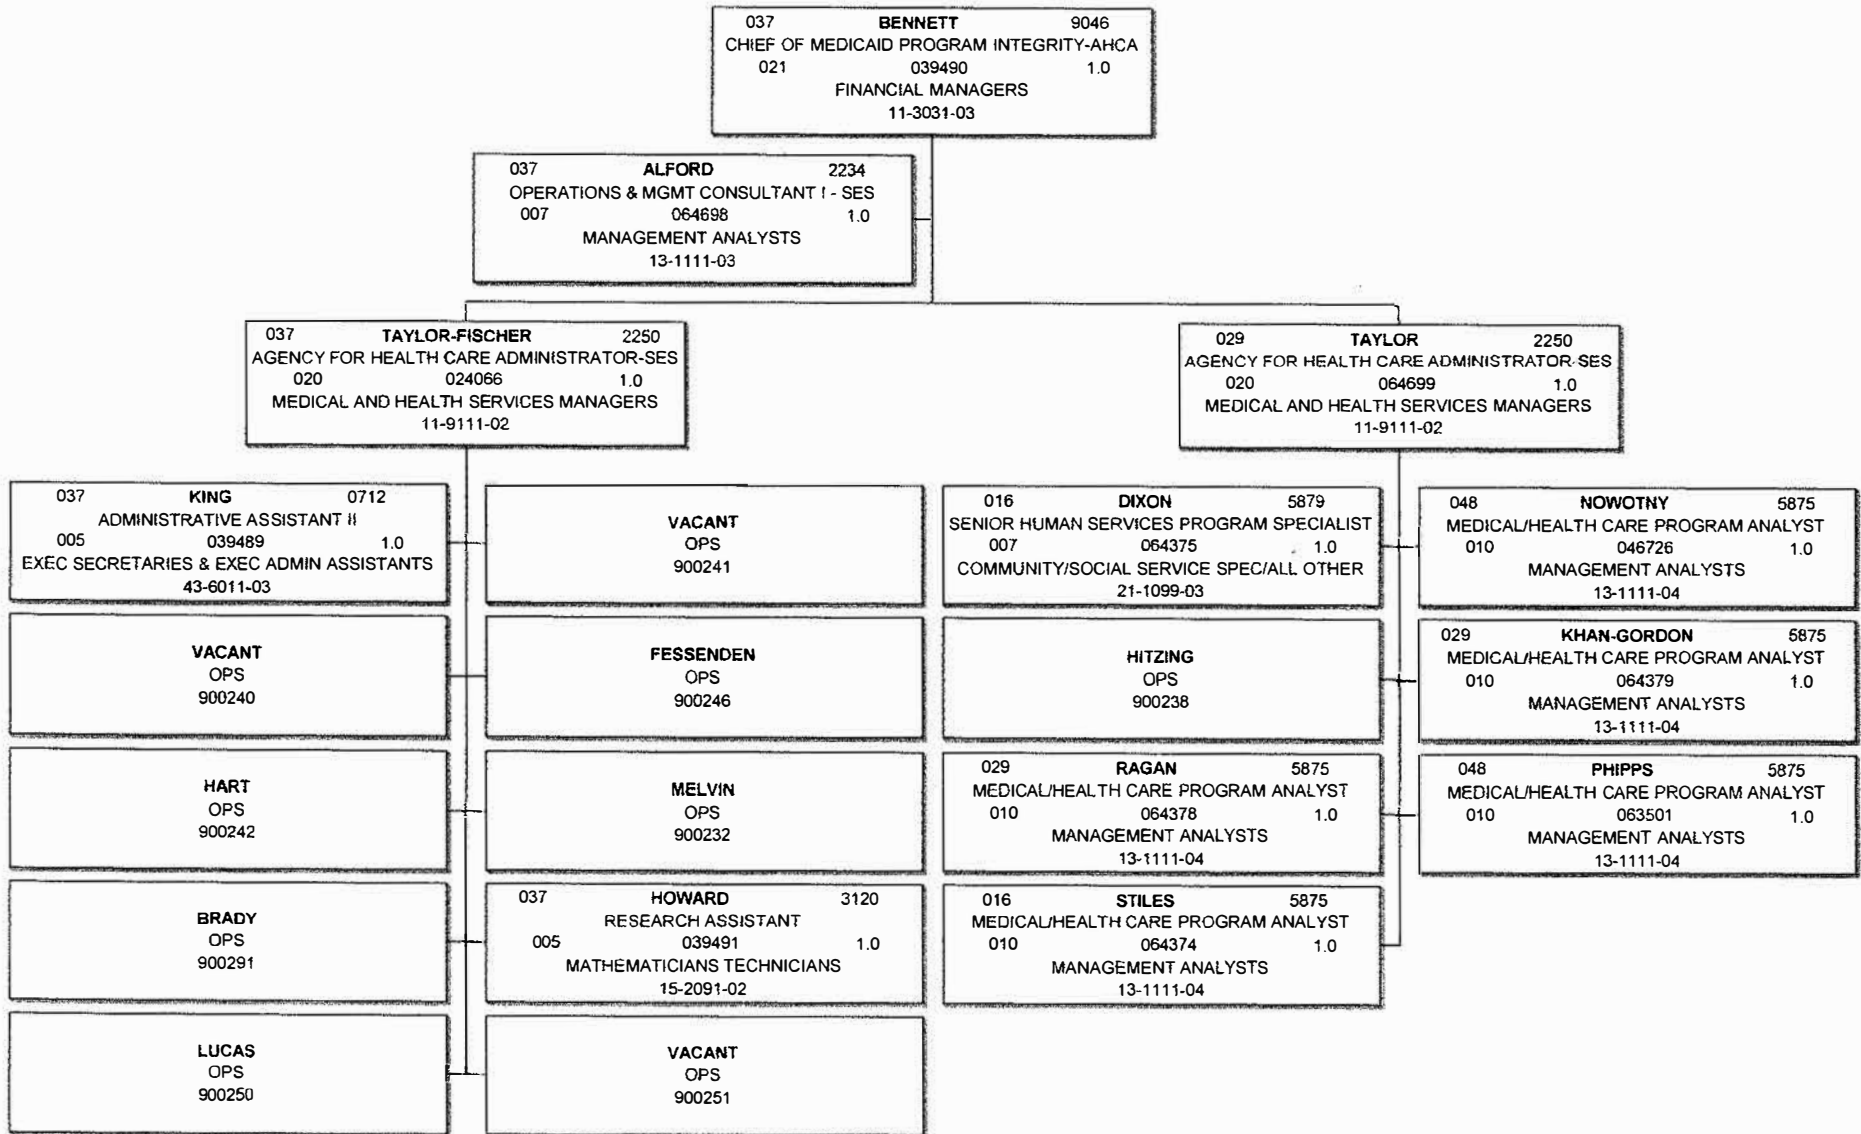 037 BENNETT 9046
CHIEF OF MEDICAID PROGRAM INTEGRITY-AHCA
021 039490 1.0
FINANCIAL MANAGERS
11-3031-03
037 ALFORD 2234
OPERATIONS & MGMT CONSULTANT I - SES
007 064698 1.0
MANAGEMENT ANALYSTS
13-1111-03
037 TAYLOR-FISCHER 2250
AGENCY FOR HEALTH CARE ADMINISTRATOR-SES
020 024066 1.0
MEDICAL AND HEALTH SERVICES MANAGERS
11-9111-02
029 TAYLOR 2250
AGENCY FOR HEALTH CARE ADMINISTRATOR-SES
020 064699 1.0
MEDICAL AND HEALTH SERVICES MANAGERS
11-9111-02
037 KING 0712
ADMINISTRATIVE ASSISTANT II
005 039489 1.0
EXEC SECRETARIES & EXEC ADMIN ASSISTANTS
43-6011-03
VACANT
OPS
900241
016 DIXON 5879
SENIOR HUMAN SERVICES PROGRAM SPECIALIST
007 064375 1.0
COMMUNITY/SOCIAL SERVICE SPEC/ALL OTHER
21-1099-03
048 NOWOTNY 5875
MEDICAL/HEALTH CARE PROGRAM ANALYST
010 046726 1.0
MANAGEMENT ANALYSTS
13-1111-04
VACANT
OPS
900240
FESSENDEN
OPS
900246
HITZING
OPS
900238
029 KHAN-GORDON 5875
MEDICAL/HEALTH CARE PROGRAM ANALYST
010 064379 1.0
MANAGEMENT ANALYSTS
13-1111-04
HART
OPS
900242
MELVIN
OPS
900232
029 RAGAN 5875
MEDICAL/HEALTH CARE PROGRAM ANALYST
010 064378 1.0
MANAGEMENT ANALYSTS
13-1111-04
048 PHIPPS 5875
MEDICAL/HEALTH CARE PROGRAM ANALYST
010 063501 1.0
MANAGEMENT ANALYSTS
13-1111-04
BRADY
OPS
900291
037 HOWARD 3120
RESEARCH ASSISTANT
005 039491 1.0
MATHEMATICIANS TECHNICIANS
15-2091-02
016 STILES 5875
MEDICAL/HEALTH CARE PROGRAM ANALYST
010 064374 1.0
MANAGEMENT ANALYSTS
13-1111-04
LUCAS
OPS
900250
VACANT
OPS
900251